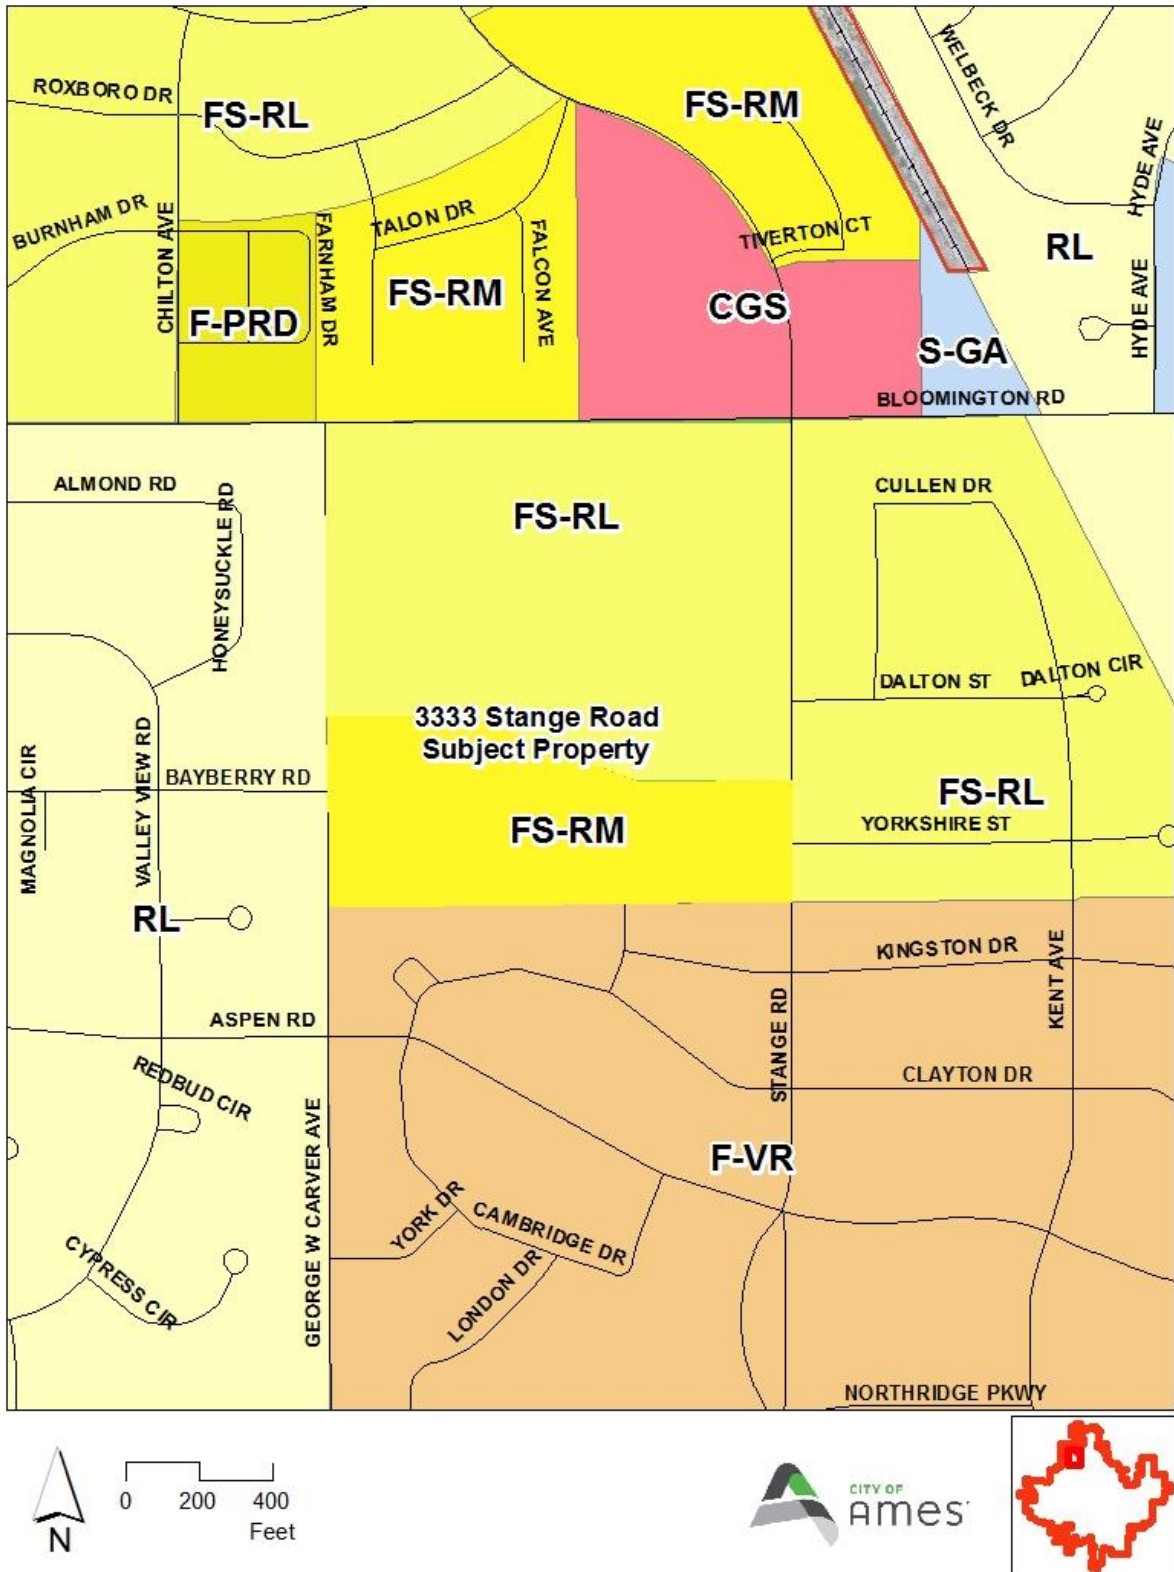 WELBECK DR
ROXBORO DR
FS-RL
FS-RM
HYDE AVE
BURNHAM DR
CHILTON AVE
FARNHAM DR
TALON DR
FALCON AVE
TIVERTON CT
RL
FS-RM
F-PRD
CGS
S-GA
HYDE AVE
BLOOMINGTON RD
ALMOND RD
HONEYSUCKLE RD
FS-RL
CULLEN DR
DALTON ST
DALTON CIR
3333 Stange Road
Subject Property
MAGNOLIA CIR
VALLEY VIEW RD
BAYBERRY RD
FS-RL
FS-RM
YORKSHIRE ST
RL
KINGSTON DR
KENT AVE
ASPEN RD
STANGE RD
REDBUD CIR
CLAYTON DR
GEORGE W CARVER AVE
F-VR
YORK DR
CAMBRIDGE DR
CYPRESS CIR
LONDON DR
NORTHRIDGE PKWY
N
0 200 400
Feet
CITY OF
AMES